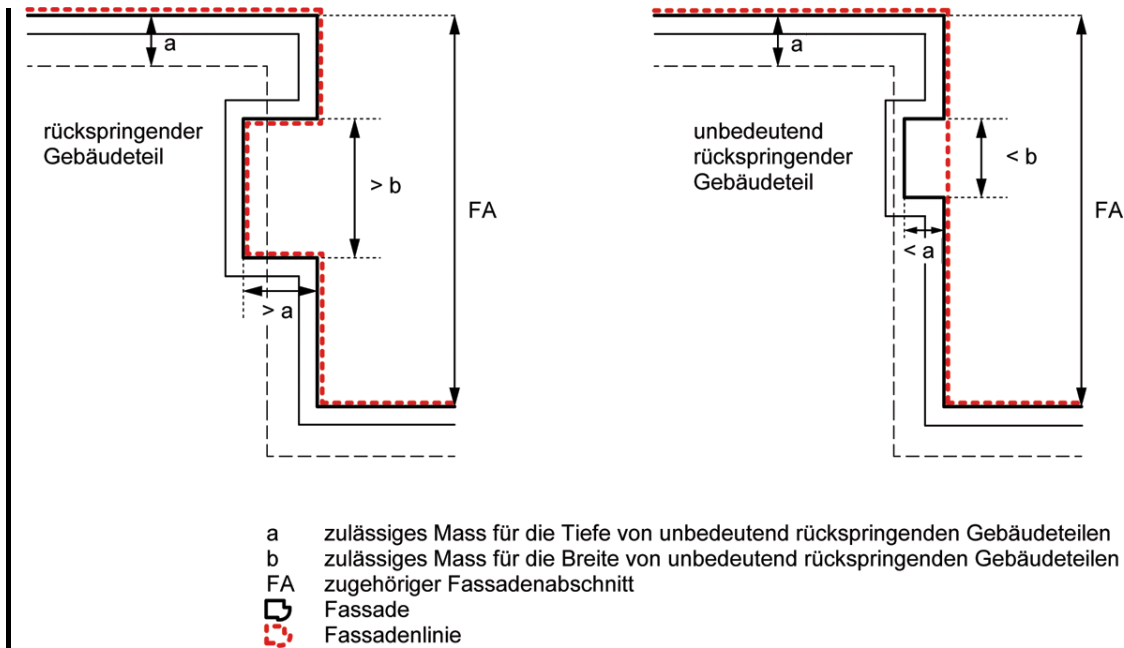 a
rückspringender
Gebäudeteil
> b
FA
> a
a
unbedeutend
rückspringender
Gebäudeteil
< b
FA
< a
a zulässiges Mass für die Tiefe von unbedeutend rückspringenden Gebäudeteilen
b zulässiges Mass für die Breite von unbedeutend rückspringenden Gebäudeteilen
FA zugehöriger Fassadenabschnitt
Fassade
Fassadenlinie